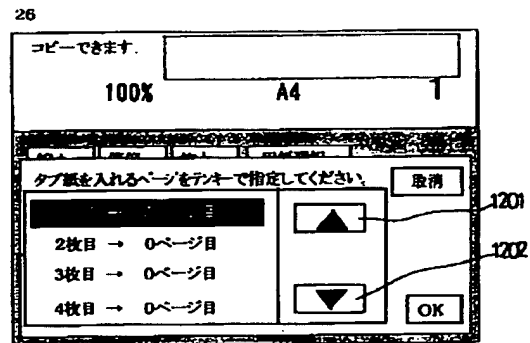 26
コピーできます.
100% A4 1
タブ紙を入れるページをテンキーで指定してください。
取消
1201
2枚目 → 0ページ目
1202
3枚目 → 0ページ目
4枚目 → 0ページ目
OK